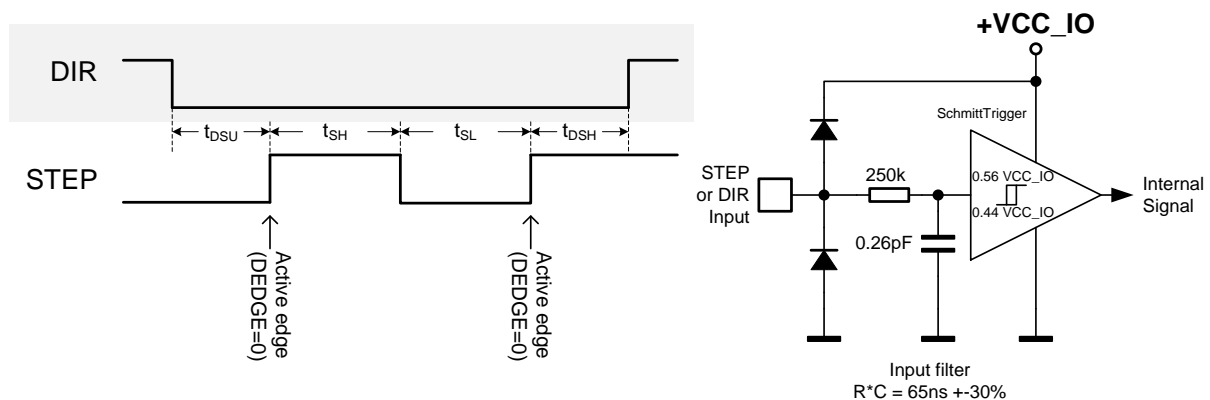 DIR
tDSU
tSH
tSL
tDSH
STEP
Active edge
(DEDGE=0)
Active edge
(DEDGE=0)
+VCC_IO
SchmittTrigger
250k
0.56 VCC_IO
0.44 VCC_IO
STEP
or DIR
Input
0.26pF
Internal
Signal
Input filter
R*C = 65ns +-30%